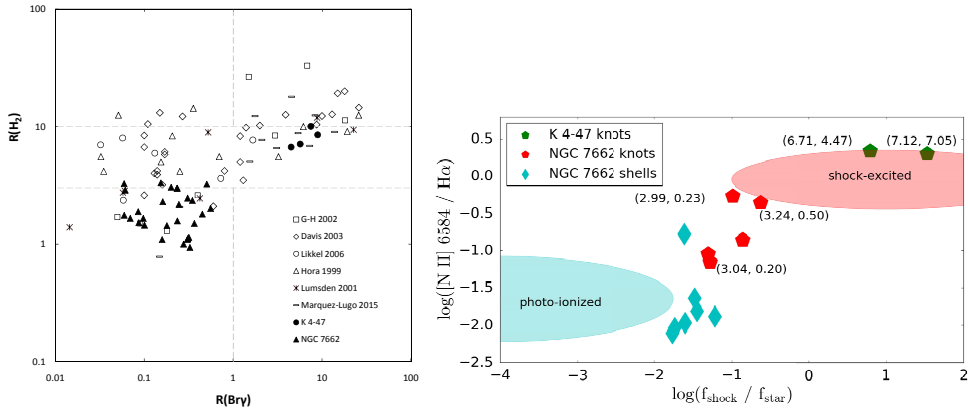 100
10
1
0.1
0.01
0.1
1
10
100
R(H₂)
R(Brγ)
G-H 2002
Davis 2003
Likkel 2006
Hora 1999
Lumsden 2001
Marquez-Lugo 2015
K 4-47
NGC 7662
K 4-47 knots
NGC 7662 knots
NGC 7662 shells
(6.71, 4.47)
(7.12, 7.05)
shock-excited
(2.99, 0.23)
(3.24, 0.50)
(3.04, 0.20)
photo-ionized
0.5
0.0
−0.5
−1.0
−1.5
−2.0
−2.5
−4
−3
−2
−1
0
1
2
log([N II] 6584 / Hα)
log(f_shock / f_star)